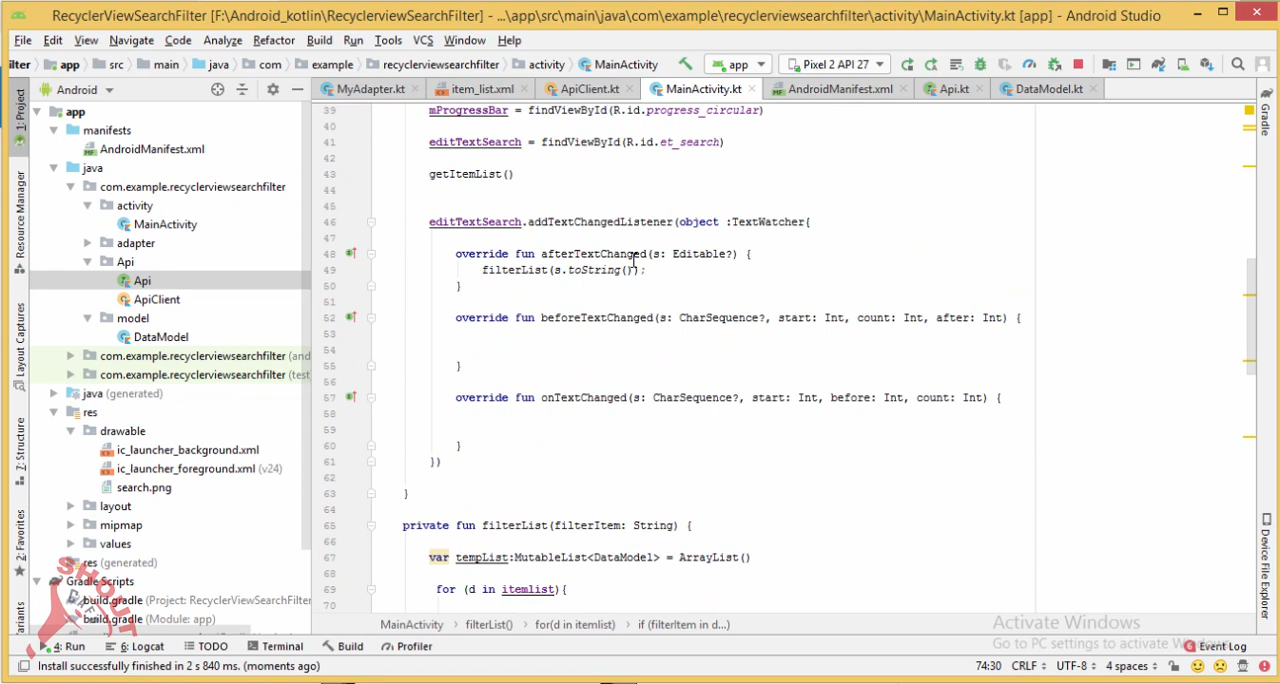 RecyclerViewSearchFilter [F:\Android_kotlin\RecyclerViewSearchFilter] - ...\app\src\main\java\com\example\recyclerviewsearchfilter\activity\MainActivity.kt [app] - Android Studio
File Edit View Navigate Code Analyze Refactor Build Run Tools VCS Window Help
ilter app src main java com example recyclerviewsearchfilter activity MainActivity app Pixel 2 API 27
Android MyAdapter.kt item_list.xml ApiClient.kt MainActivity.kt AndroidManifest.xml Api.kt DataModel.kt
1: Project
Resource Manager
Layout Captures
7: Structure
2: Favorites
ariants
app
manifests
AndroidManifest.xml
java
com.example.recyclerviewsearchfilter
activity
MainActivity
adapter
Api
Api
ApiClient
model
DataModel
com.example.recyclerviewsearchfilter (and
com.example.recyclerviewsearchfilter (test
java (generated)
res
drawable
ic_launcher_background.xml
ic_launcher_foreground.xml (v24)
search.png
layout
mipmap
values
res (generated)
Gradle Scripts
build.gradle (Project: RecyclerViewSearchFilter
build.gradle (Module: app)
SHOUT
39 mProgressBar = findViewById(R.id.progress_circular)
40
41 editTextSearch = findViewById(R.id.et_search)
42
43 getItemList()
44
45
46 editTextSearch.addTextChangedListener(object :TextWatcher{
47
48 override fun afterTextChanged(s: Editable?) {
49 filterList(s.toString());
50 }
51
52 override fun beforeTextChanged(s: CharSequence?, start: Int, count: Int, after: Int) {
53
54
55 }
56
57 override fun onTextChanged(s: CharSequence?, start: Int, before: Int, count: Int) {
58
59
60 }
61 })
62
63 }
64
65 private fun filterList(filterItem: String) {
66
67 var tempList:MutableList<DataModel> = ArrayList()
68
69 for (d in itemlist){
70
Gradle
Device File Explorer
MainActivity filterList() for(d in itemlist) if (filterItem in d...)
Activate Windows
Go to PC settings to activate Windows
4: Run 6: Logcat TODO Terminal Build Profiler Event Log
Install successfully finished in 2 s 840 ms. (moments ago) 74:30 CRLF UTF-8 4 spaces